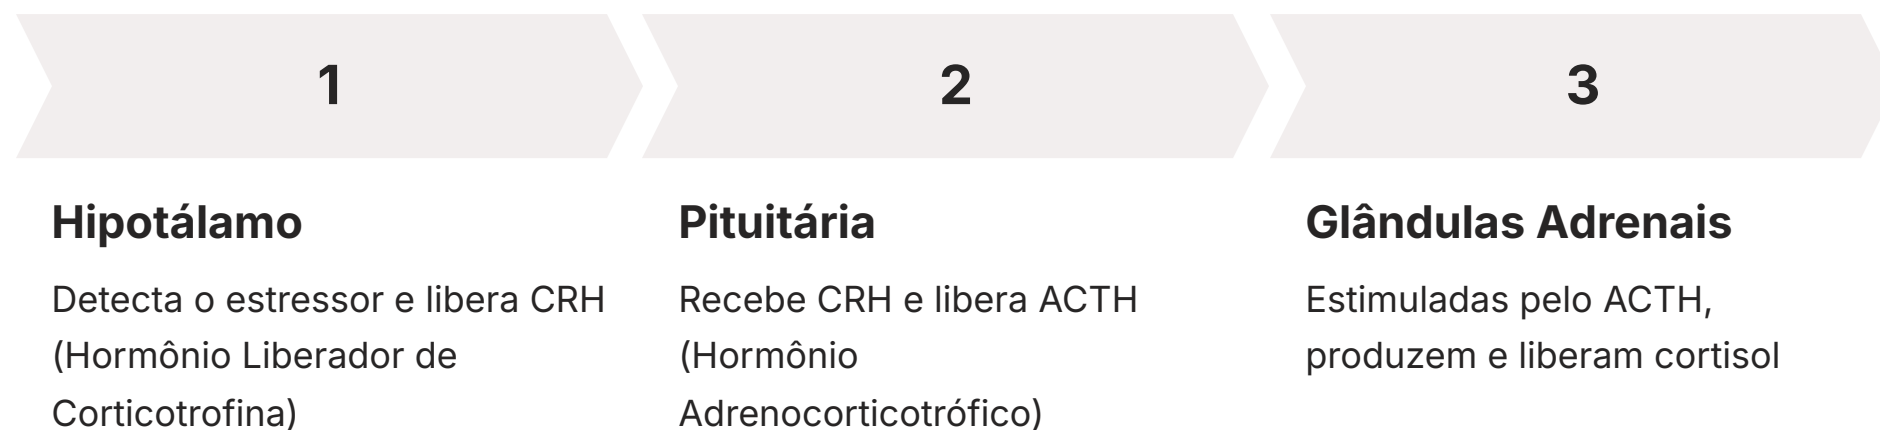 1
Hipotálamo
Detecta o estressor e libera CRH
(Hormônio Liberador de
Corticotrofina)
2
Pituitária
Recebe CRH e libera ACTH
(Hormônio
Adrenocorticotrófico)
3
Glândulas Adrenais
Estimuladas pelo ACTH,
produzem e liberam cortisol